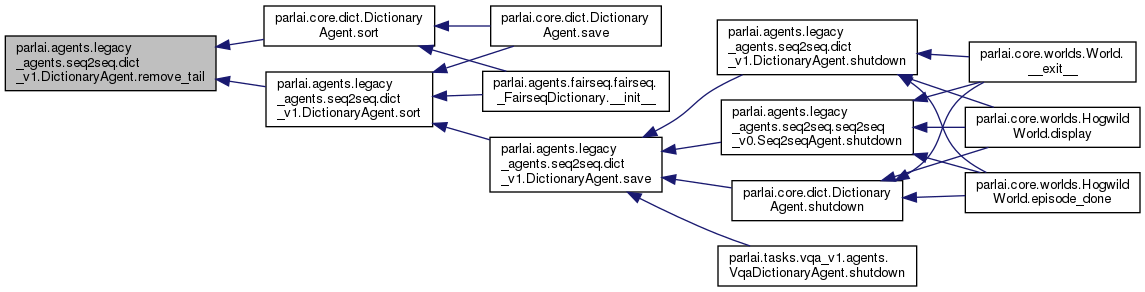 parlai.agents.legacy
_agents.seq2seq.dict
_v1.DictionaryAgent.remove_tail
parlai.core.dict.Dictionary
Agent.sort
parlai.agents.legacy
_agents.seq2seq.dict
_v1.DictionaryAgent.sort
parlai.core.dict.Dictionary
Agent.save
parlai.agents.fairseq.fairseq.
_FairseqDictionary.__init__
parlai.agents.legacy
_agents.seq2seq.dict
_v1.DictionaryAgent.save
parlai.agents.legacy
_agents.seq2seq.dict
_v1.DictionaryAgent.shutdown
parlai.agents.legacy
_agents.seq2seq.seq2seq
_v0.Seq2seqAgent.shutdown
parlai.core.dict.Dictionary
Agent.shutdown
parlai.tasks.vqa_v1.agents.
VqaDictionaryAgent.shutdown
parlai.core.worlds.World.
__exit__
parlai.core.worlds.Hogwild
World.display
parlai.core.worlds.Hogwild
World.episode_done